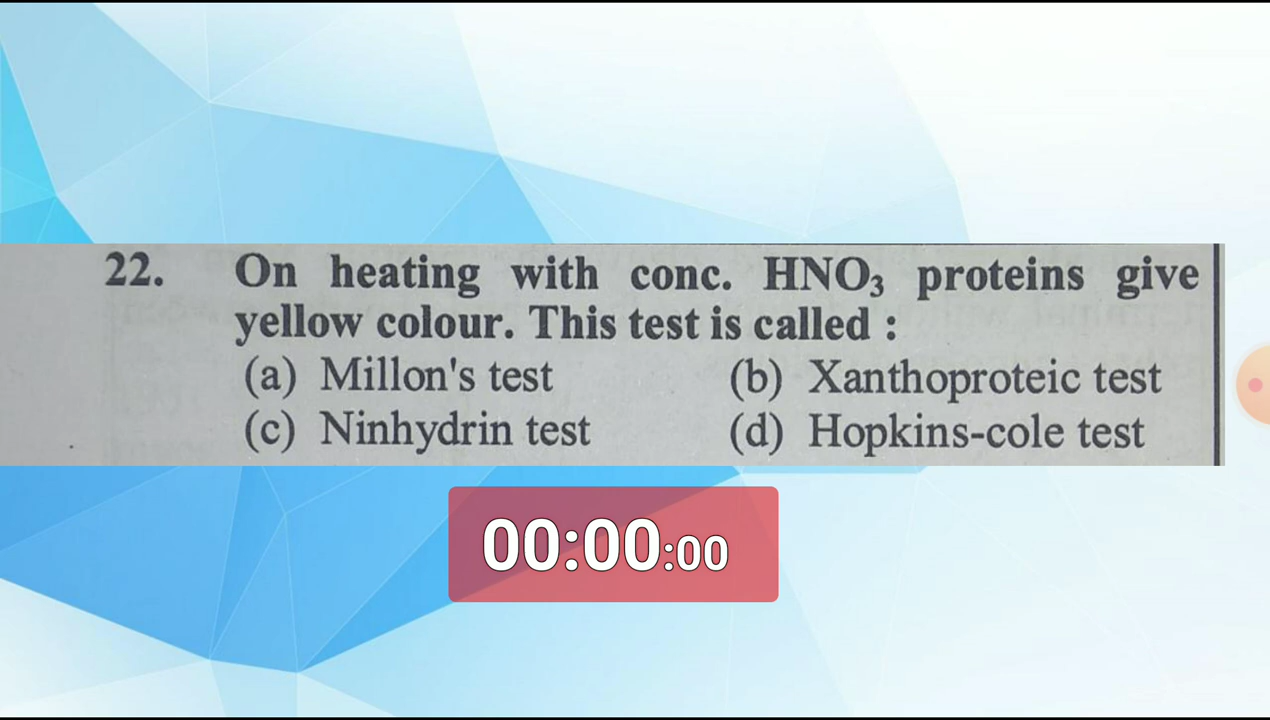 22. On heating with conc. HNO₃ proteins give
yellow colour. This test is called :
(a) Millon's test (b) Xanthoproteic test
(c) Ninhydrin test (d) Hopkins-cole test
00:00:00